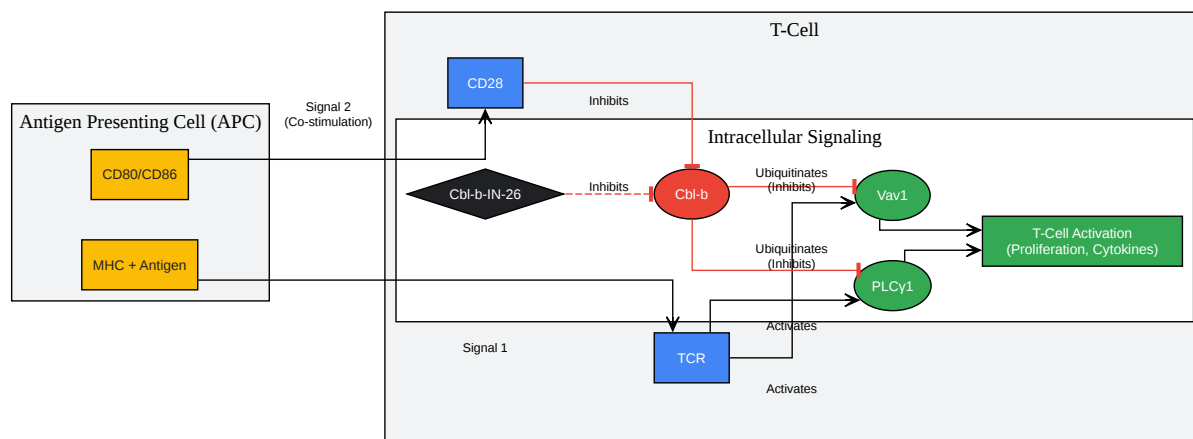 T-Cell
CD28
Signal 2
(Co-stimulation)
Inhibits
Antigen Presenting Cell (APC)
CD80/CD86
MHC + Antigen
Intracellular Signaling
Cbl-b-IN-26
Inhibits
Cbl-b
Ubiquitinates
(Inhibits)
Vav1
Ubiquitinates
(Inhibits)
PLCγ1
T-Cell Activation
(Proliferation, Cytokines)
Activates
Signal 1
TCR
Activates